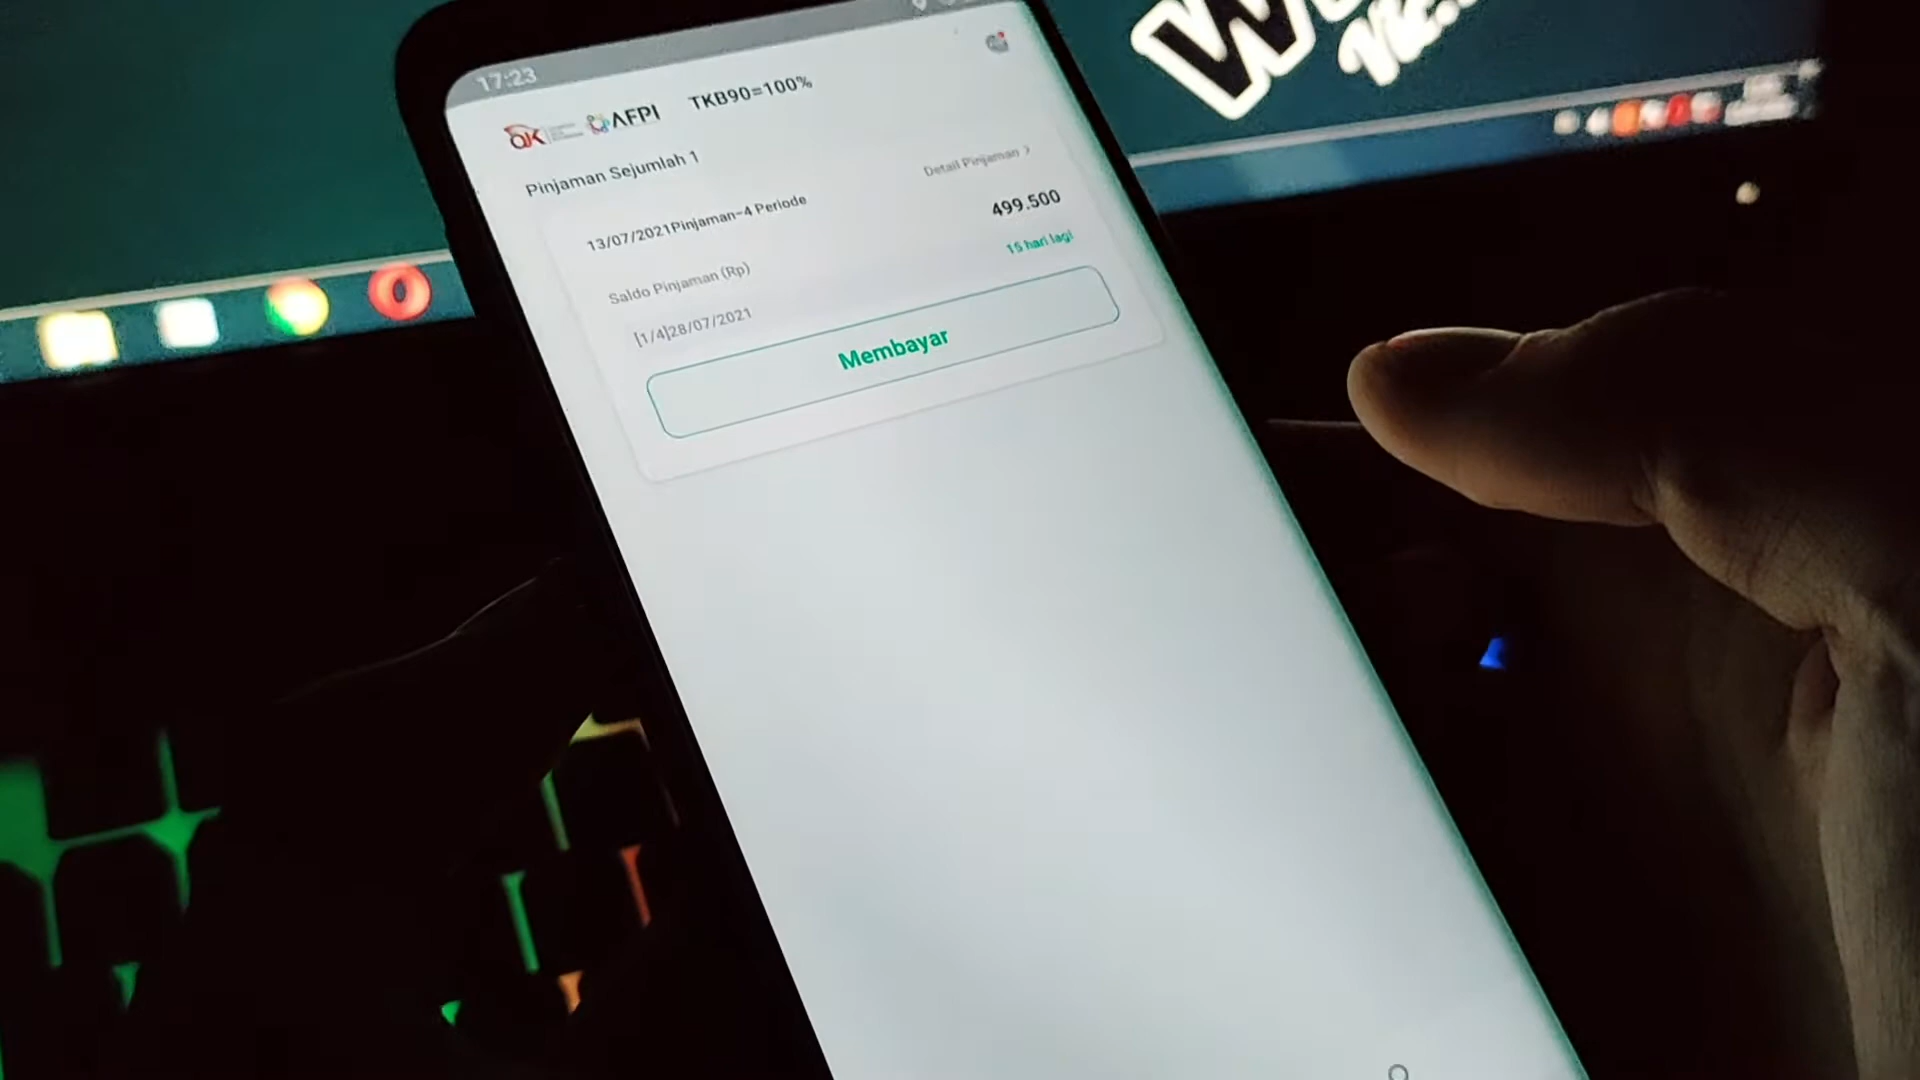 17:23
OJK AFPI TKB90=100%
Pinjaman Sejumlah 1
Detail Pinjaman >
13/07/2021Pinjaman-4 Periode
499.500
Saldo Pinjaman (Rp)
15 hari lagi
[1/4]28/07/2021
Membayar